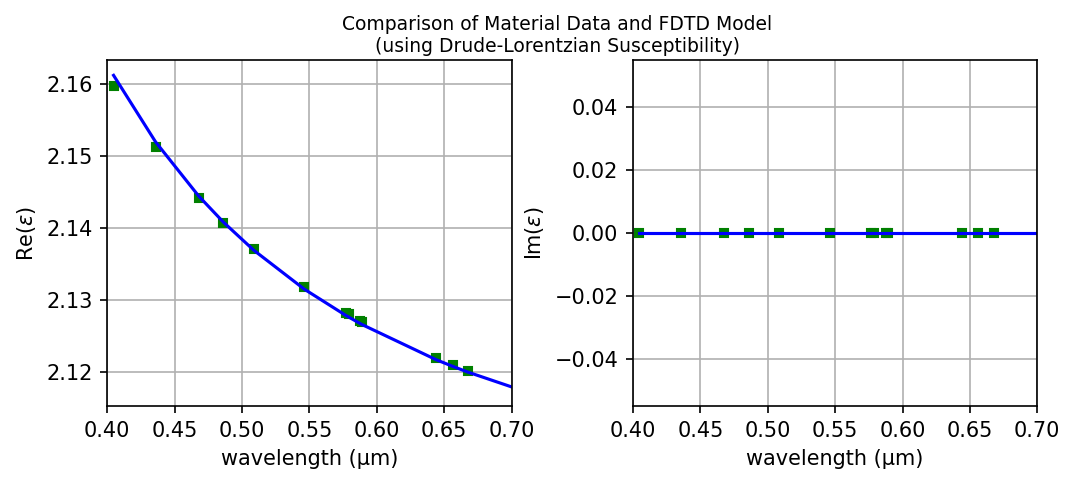 Comparison of Material Data and FDTD Model
(using Drude-Lorentzian Susceptibility)
Re(ε)
2.16
2.15
2.14
2.13
2.12
0.40 0.45 0.50 0.55 0.60 0.65 0.70
wavelength (μm)
Im(ε)
0.04
0.02
0.00
−0.02
−0.04
0.40 0.45 0.50 0.55 0.60 0.65 0.70
wavelength (μm)